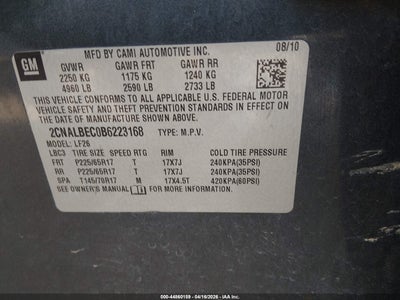 GM
MFD BY CAMI AUTOMOTIVE INC. 08/10
GVWR GAWR FRT GAWR RR
2250 KG 1175 KG 1240 KG
4960 LB 2590 LB 2733 LB
THIS VEHICLE CONFORMS TO ALL APPLICABLE U.S. FEDERAL MOTOR
VEHICLE SAFETY AND THEFT PREVENTION STANDARDS IN EFFECT ON
THE DATE OF MANUFACTURE SHOWN ABOVE.
2CNALBEC0B6223168 TYPE: M.P.V.
MODEL: LF26
LBC3 TIRE SIZE SPEED RTG RIM COLD TIRE PRESSURE
FRT P225/65R17 T 17X7J 240KPA(35PSI)
RR P225/65R17 T 17X7J 240KPA(35PSI)
SPA T145/70R17 M 17X4.5T 420KPA(60PSI)
SEE OWNER'S MANUAL FOR MORE INFORMATION.
000-44860159 - 04/16/2026 - IAAI.COM